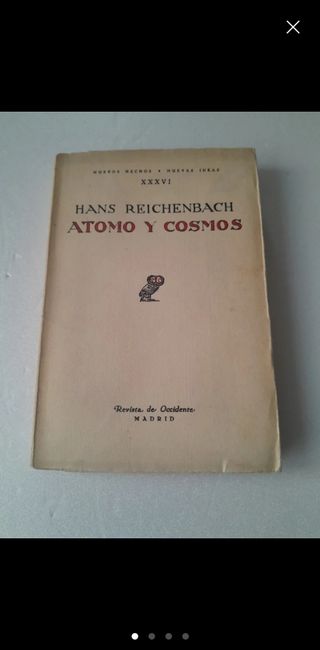 NUEVOS HECHOS • NUEVAS IDEAS
XXXVI
HANS REICHENBACH
ATOMO Y COSMOS
Revista de Occidente
MADRID